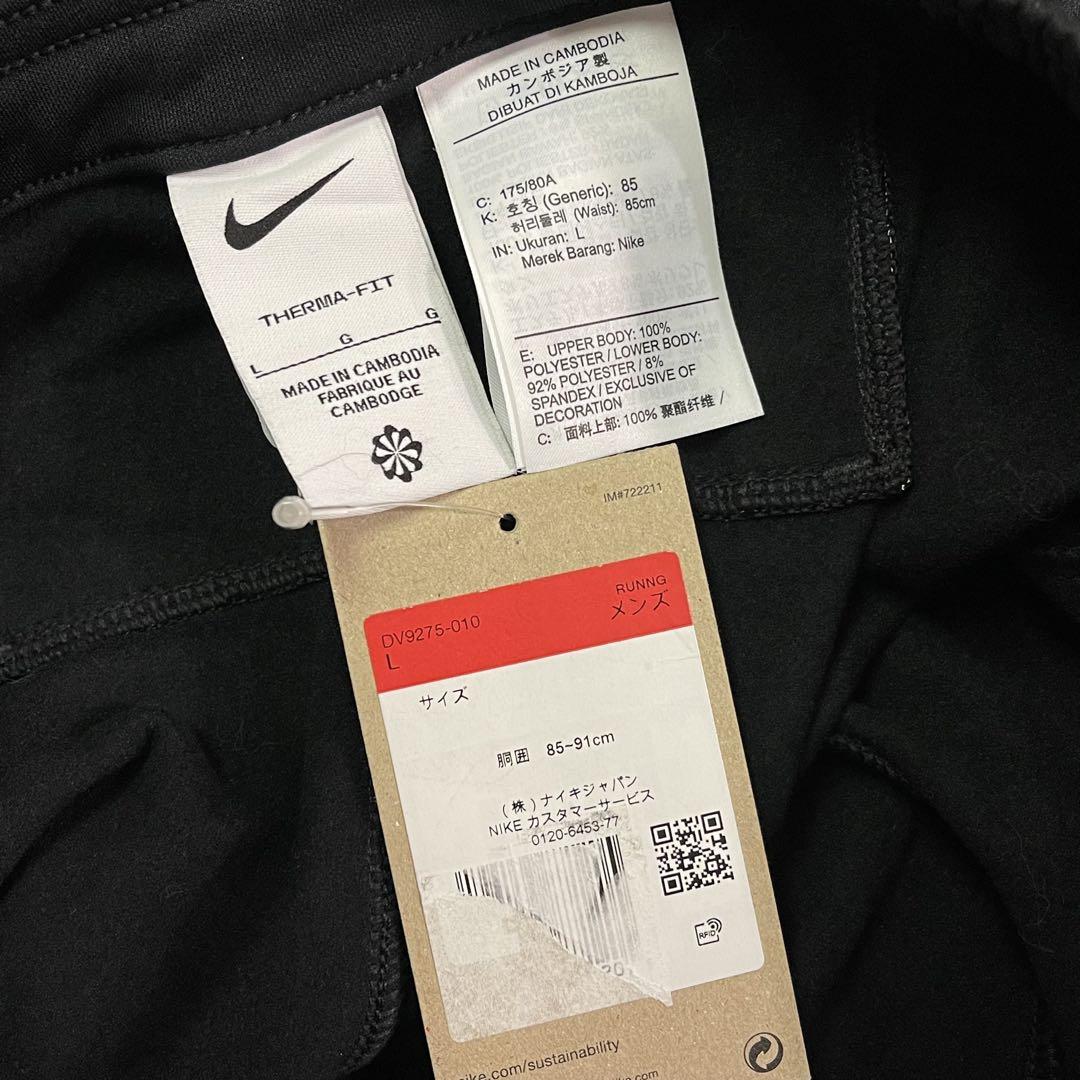 THERMA-FIT
L G G
MADE IN CAMBODIA
FABRIQUE AU
CAMBODGE
MADE IN CAMBODIA
カンボジア製
DIBUAT DI KAMBOJA
C: 175/80A
K: 호칭 (Generic): 85
허리둘레 (Waist): 85cm
IN: Ukuran: L
Merek Barang: Nike
E: UPPER BODY: 100%
POLYESTER / LOWER BODY:
92% POLYESTER / 8%
SPANDEX / EXCLUSIVE OF
DECORATION
C: 面料上部: 100% 聚酯纤维 /
IM#722211
RUNNG
DV9275-010 メンズ
L
サイズ
胴囲 85~91cm
(株)ナイキジャパン
NIKE カスタマーサービス
0120-6453-77
RFID
nike.com/sustainability